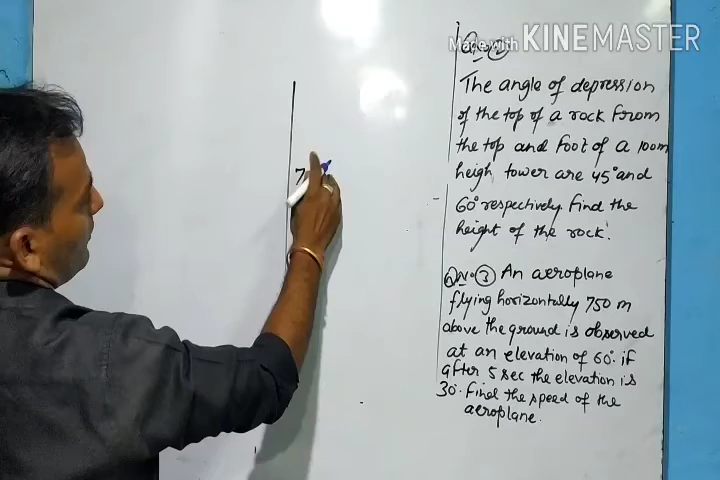 Made with KINEMASTER
Q.N.②
The angle of depression
of the top of a rock from
the top and foot of a 100m
heigh tower are 45° and
60° respectively find the
height of the rock.
Q.N. ③ An aeroplane
flying horizontally 750 m
above the ground is observed
at an elevation of 60°. if
after 5 sec the elevation is
30°. find the speed of the
aeroplane.
7